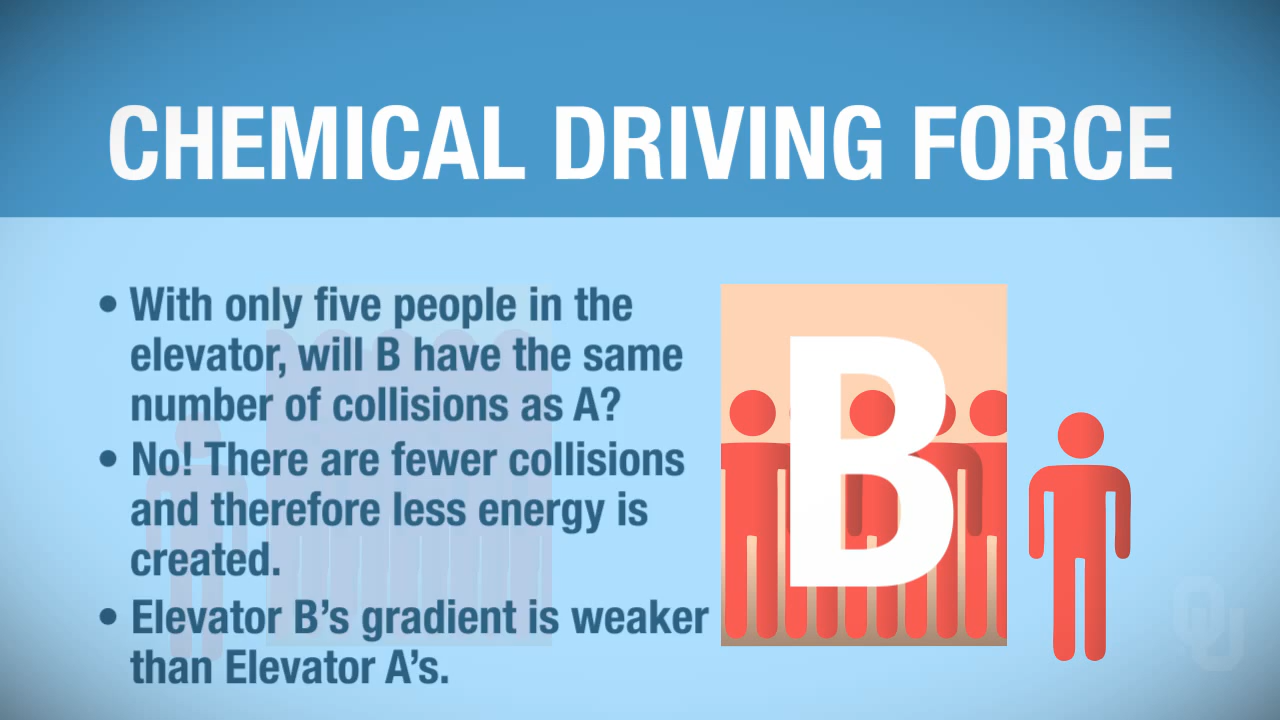 CHEMICAL DRIVING FORCE
• With only five people in the
elevator, will B have the same
number of collisions as A?
• No! There are fewer collisions
and therefore less energy is
created.
• Elevator B’s gradient is weaker
than Elevator A’s.
B
OU